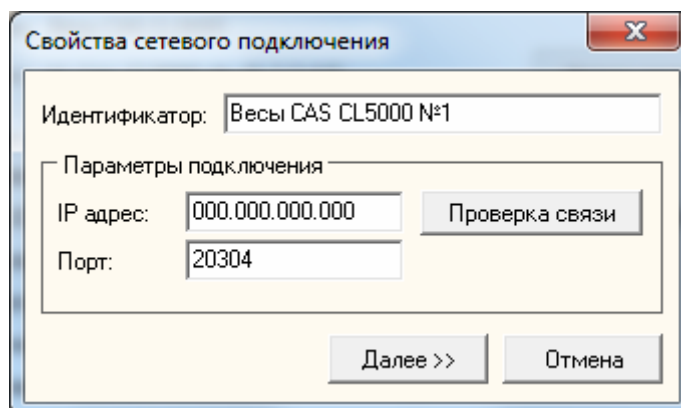 Свойства сетевого подключения
Идентификатор: Весы CAS CL5000 №1
Параметры подключения
IP адрес: 000.000.000.000 Проверка связи
Порт: 20304
Далее >> Отмена